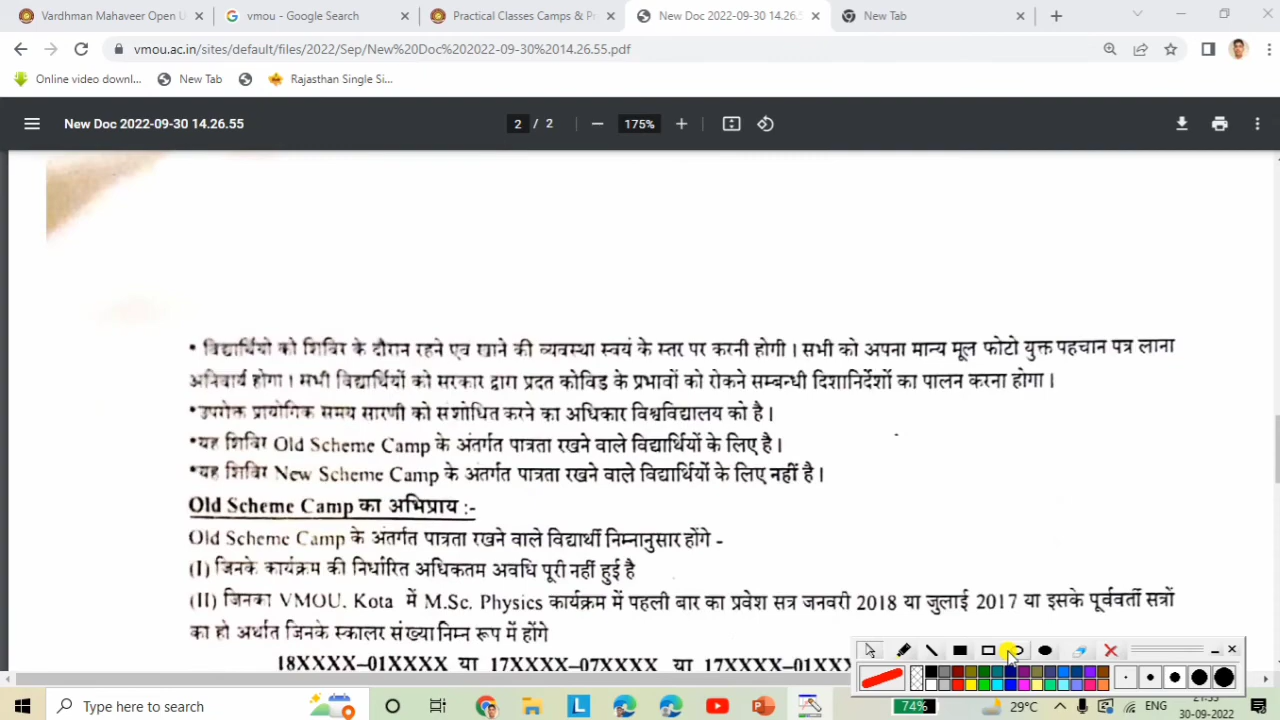 Vardhman Mahaveer Open U
vmou - Google Search
Practical Classes Camps & Pr
New Doc 2022-09-30 14.26.5
New Tab
vmou.ac.in/sites/default/files/2022/Sep/New%20Doc%202022-09-30%2014.26.55.pdf
Online video downl...
New Tab
Rajasthan Single Si...
New Doc 2022-09-30 14.26.55
2 / 2
175%
• विद्यार्थियो को शिविर के दौरान रहने एव खाने की व्यवस्था स्वयं के स्तर पर करनी होगी। सभी को अपना मान्य मूल फोटो युक्त पहचान पत्र लाना
अनिवार्य होगा। सभी विद्यार्थियों को सरकार द्वारा प्रदत कोविड के प्रभावों को रोकने सम्बन्धी दिशानिर्देशों का पालन करना होगा।
•उपरोक्त प्रायोगिक समय सारणी को संशोधित करने का अधिकार विश्वविद्यालय को है।
•यह शिविर Old Scheme Camp के अंतर्गत पात्रता रखने वाले विद्यार्थियों के लिए है।
•यह शिविर New Scheme Camp के अंतर्गत पात्रता रखने वाले विद्यार्थियों के लिए नहीं है।
Old Scheme Camp का अभिप्राय :-
Old Scheme Camp के अंतर्गत पात्रता रखने वाले विद्यार्थी निम्नानुसार होंगे -
(I) जिनके कार्यक्रम की निर्धारित अधिकतम अवधि पूरी नहीं हुई है
(II) जिनका VMOU, Kota में M.Sc. Physics कार्यक्रम में पहली बार का प्रवेश सत्र जनवरी 2018 या जुलाई 2017 या इसके पूर्ववर्ती सत्रों
का हो अर्थात जिनके स्कालर संख्या निम्न रूप में होंगे
18XXXX-01XXXX या 17XXXX-07XXXX या 17XXXX-01XXX
Type here to search
74%
29°C
ENG
30-09-2022